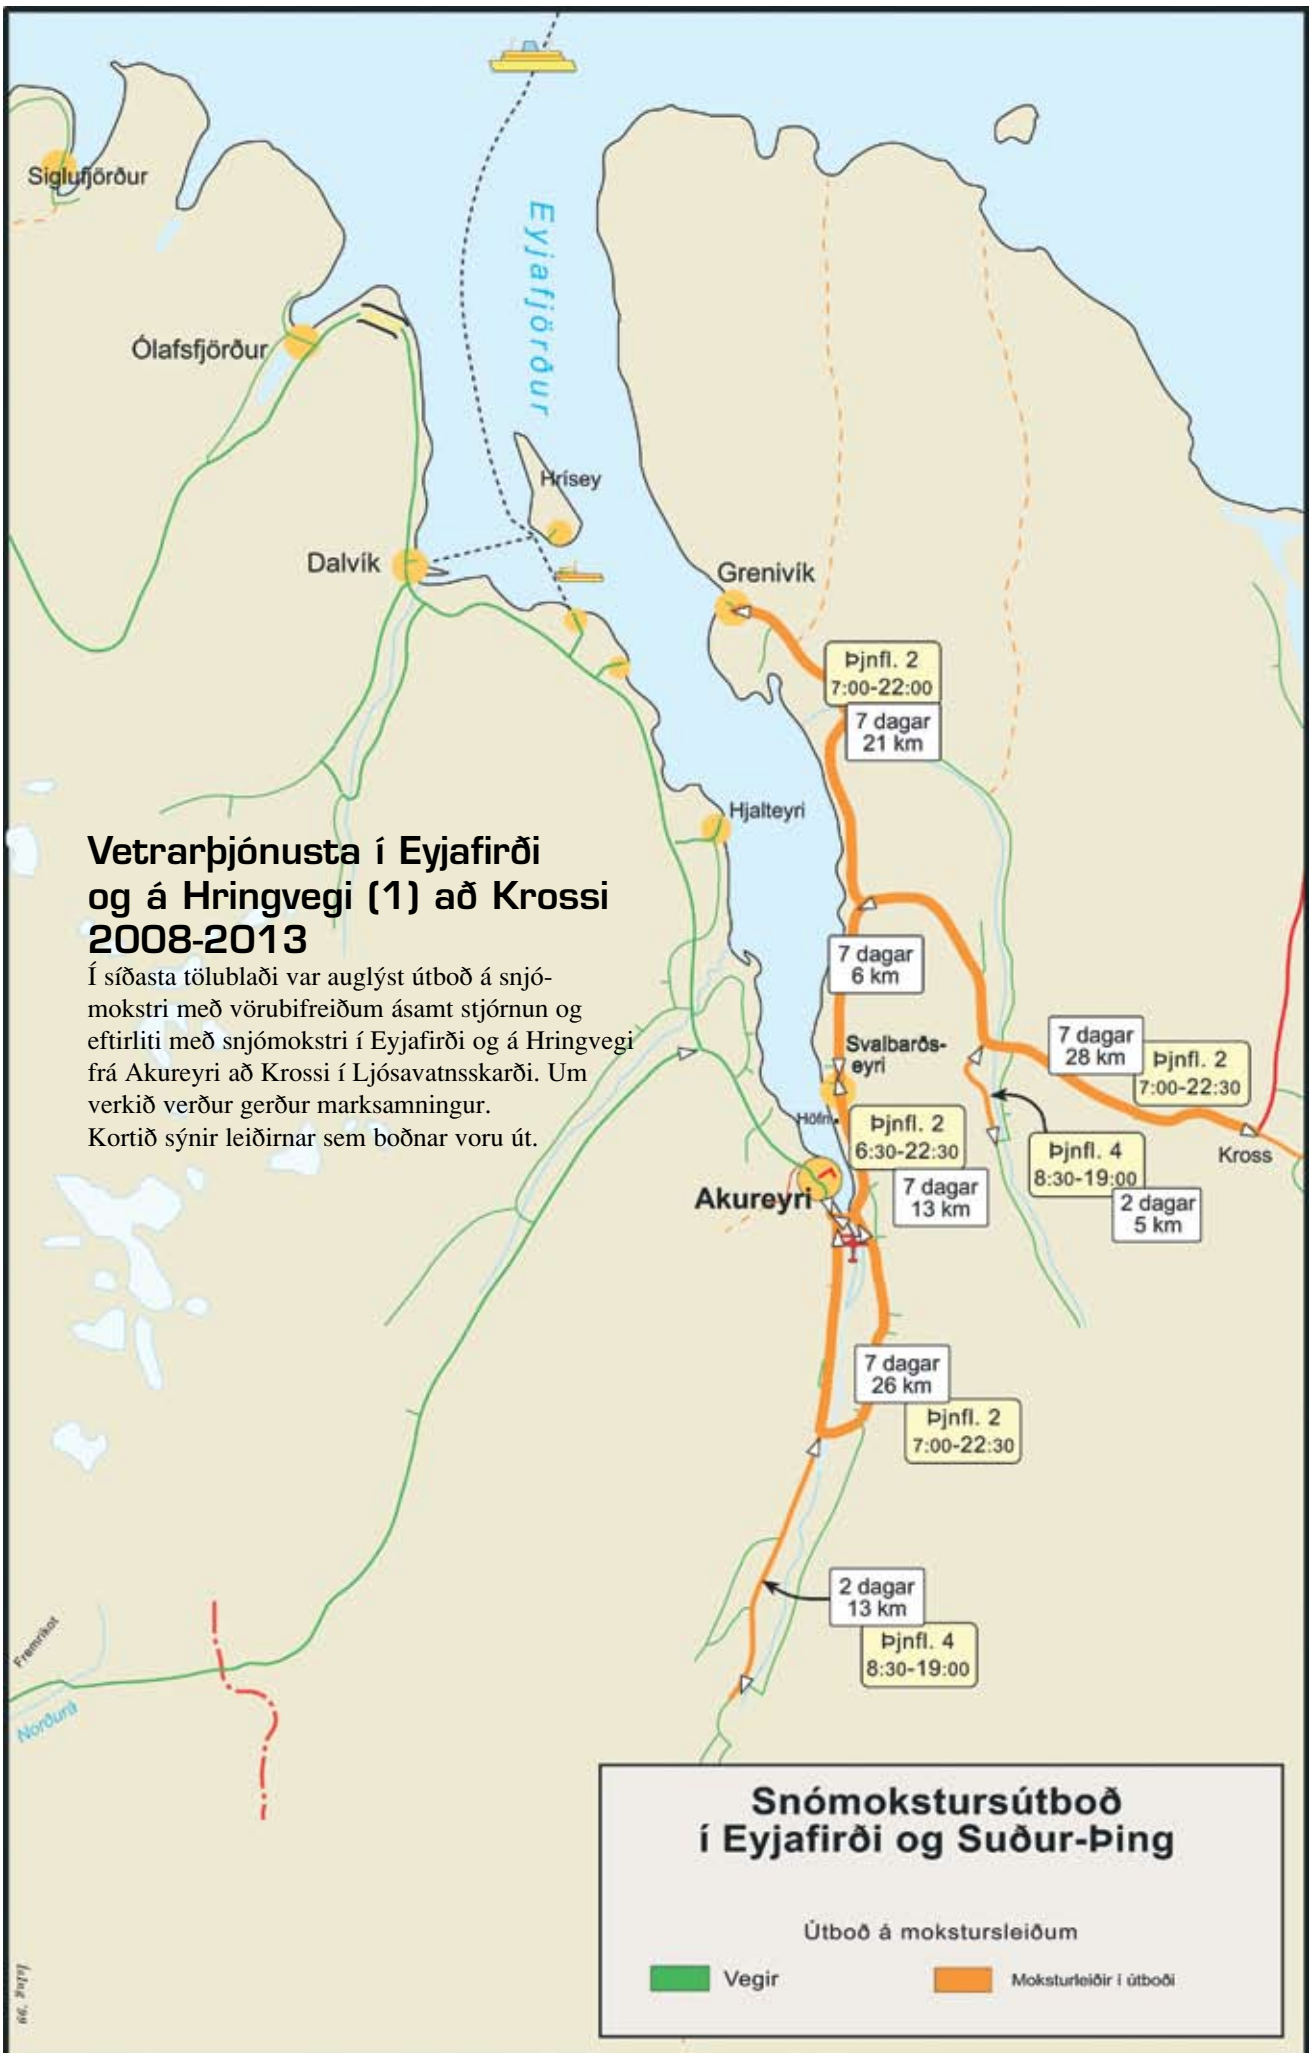 Siglufjörður
Eyjafjörður
Ólafsfjörður
Hrísey
Dalvík
Grenivík
Þjnfl. 2
7:00-22:00
7 dagar
21 km
Hjalteyri
Vetrarþjónusta í Eyjafirði
og á Hringvegi (1) að Krossi
2008-2013
Í síðasta tölublaði var auglýst útboð á snjó-
mokstri með vörubifreiðum ásamt stjórnun og
eftirliti með snjómokstri í Eyjafirði og á Hringvegi
frá Akureyri að Krossi í Ljósavatnsskarði. Um
verkið verður gerður marksamningur.
Kortið sýnir leiðirnar sem boðnar voru út.
7 dagar
6 km
Svalbarðs-
eyri
7 dagar
28 km
Þjnfl. 2
7:00-22:30
Höfn
Þjnfl. 2
6:30-22:30
7 dagar
13 km
Þjnfl. 4
8:30-19:00
2 dagar
5 km
Kross
Akureyri
7 dagar
26 km
Þjnfl. 2
7:00-22:30
2 dagar
13 km
Þjnfl. 4
8:30-19:00
Fremrikot
Norðurá
Snómokstursútboð
í Eyjafirði og Suður-Þing
Útboð á mokstursleiðum
Vegir
Moksturleiðir í útboði